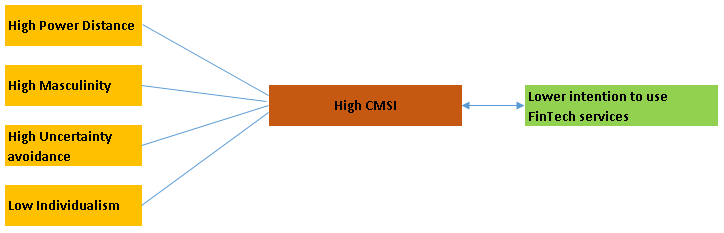 High Power Distance
High Masculinity
High Uncertainty
avoidance
Low Individualism
High CMSI
Lower intention to use
FinTech services